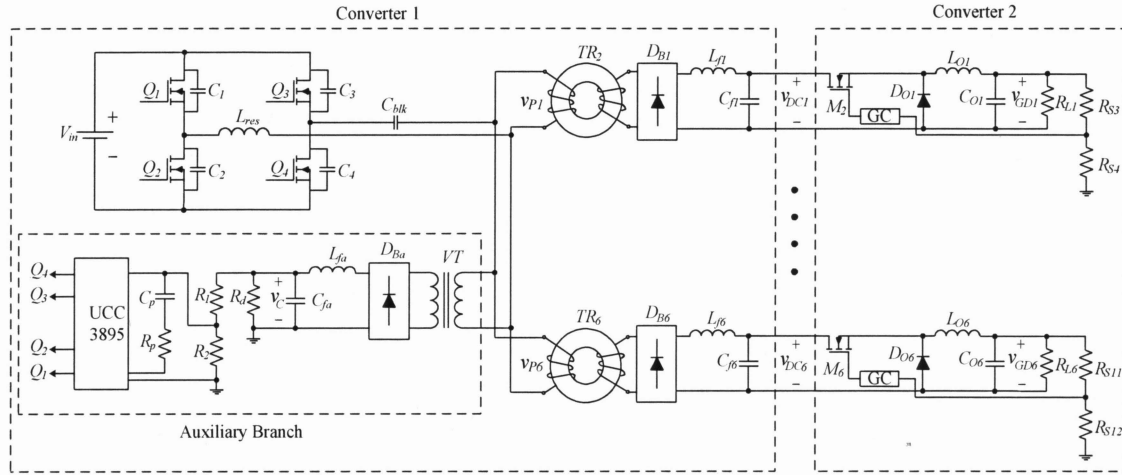 Converter 1
Converter 2
Q1
C1
Q3
C3
Cblk
Lres
+
Vin
−
Q2
C2
Q4
C4
TR2
vP1
DB1
Lf1
Cf1
+
vDC1
−
M2
GC
DO1
LO1
CO1
+
vGD1
−
RL1
RS3
RS4
Auxiliary Branch
Q4
Q3
Q2
Q1
UCC
3895
Cp
Rp
R1
R2
Rd
+
vC
−
Cfa
Lfa
DBa
VT
TR6
vP6
DB6
Lf6
Cf6
+
vDC6
−
M6
GC
DO6
LO6
CO6
+
vGD6
−
RL6
RS11
RS12